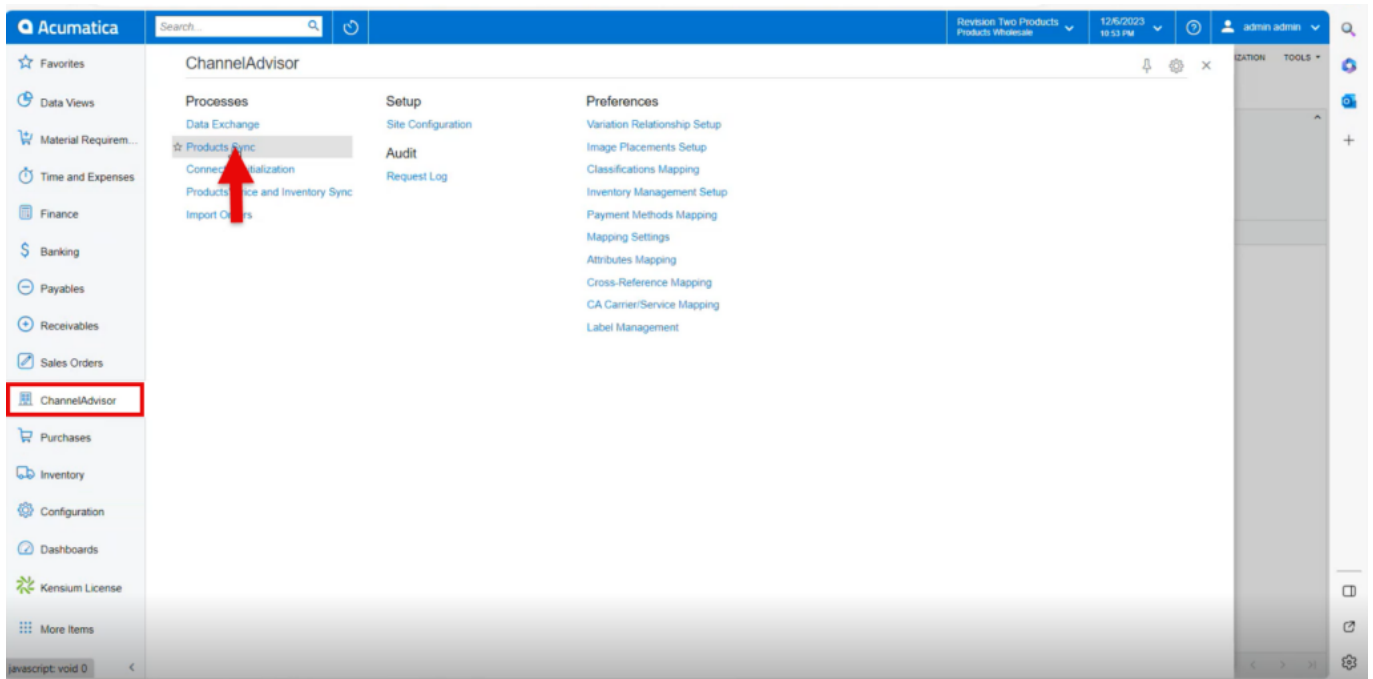 Acumatica
Search...
Revision Two Products
Products Wholesale
12/6/2023
10:53 PM
admin admin
Favorites
Data Views
Material Requirem...
Time and Expenses
Finance
Banking
Payables
Receivables
Sales Orders
ChannelAdvisor
Purchases
Inventory
Configuration
Dashboards
Kensium License
More Items
javascript: void 0
ChannelAdvisor
Processes
Data Exchange
Products Sync
Products and Inventory Sync
Import
Setup
Site Configuration
Audit
Request Log
Preferences
Variation Relationship Setup
Image Placements Setup
Classifications Mapping
Inventory Management Setup
Payment Methods Mapping
Mapping Settings
Attributes Mapping
Cross-Reference Mapping
CA Carrier/Service Mapping
Label Management
IZATION TOOLS